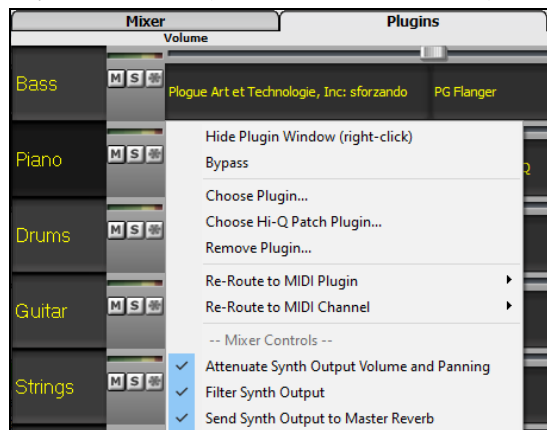 Mixer
Plugins
Volume
Bass
M S
Plogue Art et Technologie, Inc: sforzando
PG Flanger
Hide Plugin Window (right-click)
Bypass
Piano
M S
Q
Choose Plugin...
Choose Hi-Q Patch Plugin...
Drums
M S
Remove Plugin...
Re-Route to MIDI Plugin
Guitar
M S
Re-Route to MIDI Channel
-- Mixer Controls --
Attenuate Synth Output Volume and Panning
Strings
M S
Filter Synth Output
Send Synth Output to Master Reverb